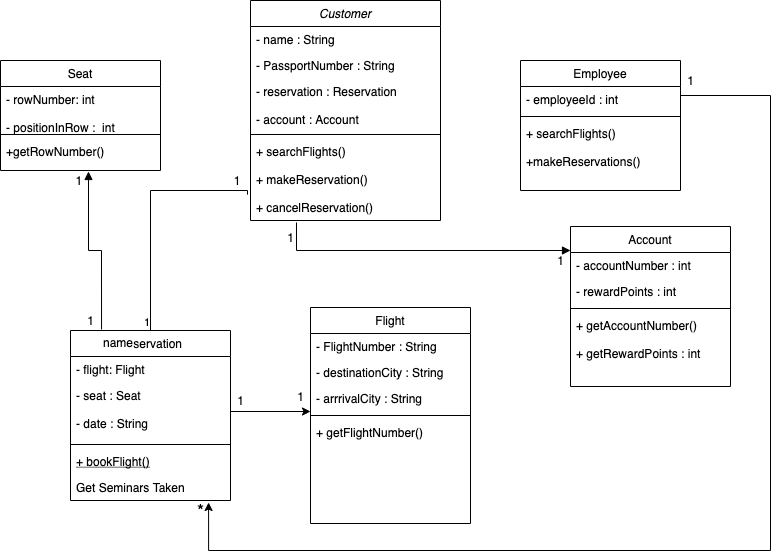 Customer
- name : String
- PassportNumber : String
- reservation : Reservation
- account : Account
+ searchFlights()
+ makeReservation()
+ cancelReservation()
Seat
- rowNumber: int
- positionInRow :  int
+getRowNumber()
Employee
- employeeId : int
+ searchFlights()
+makeReservations()
1
1
1
1
1
Account
- accountNumber : int
- rewardPoints : int
+ getAccountNumber()
+ getRewardPoints : int
1
1
nameservation
- flight: Flight
- seat : Seat
- date : String
+ bookFlight()
Get Seminars Taken
1
1
Flight
- FlightNumber : String
- destinationCity : String
- arrrivalCity : String
+ getFlightNumber()
*